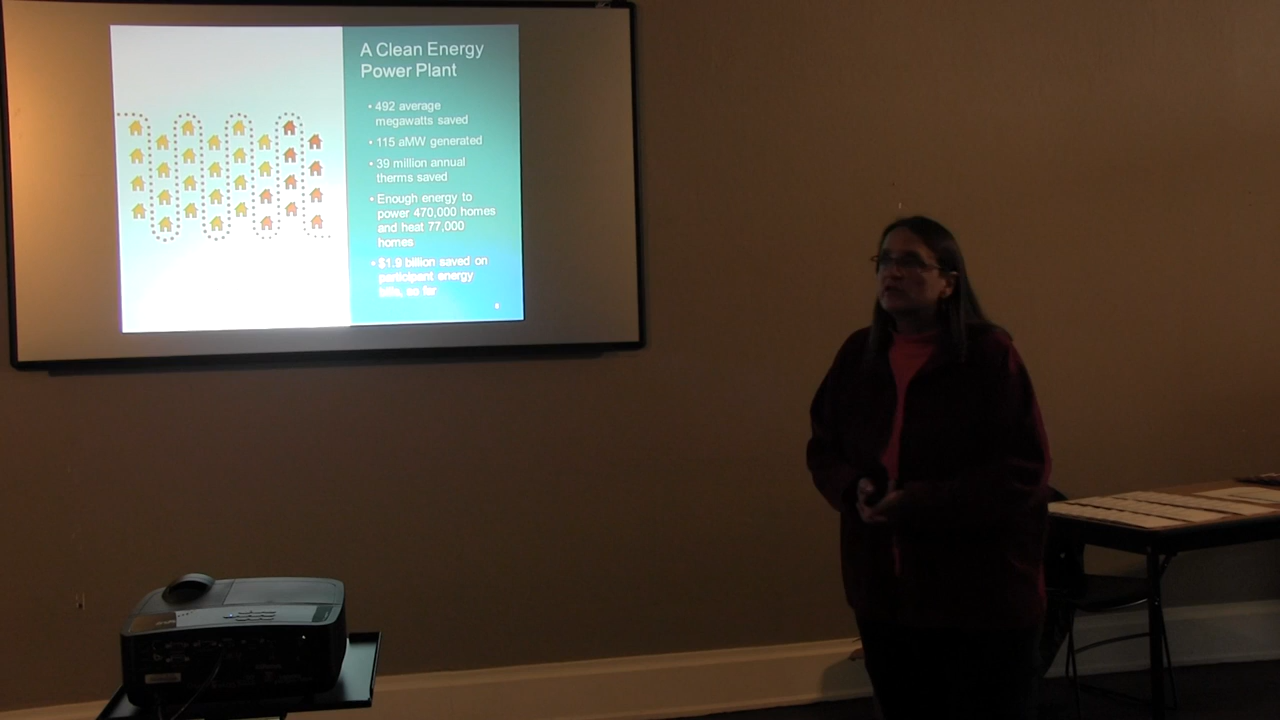 A Clean Energy
Power Plant
• 492 average
megawatts saved
• 115 aMW generated
• 39 million annual
therms saved
• Enough energy to
power 470,000 homes
and heat 77,000
homes
• $1.9 billion saved on
participant energy
bills, so far